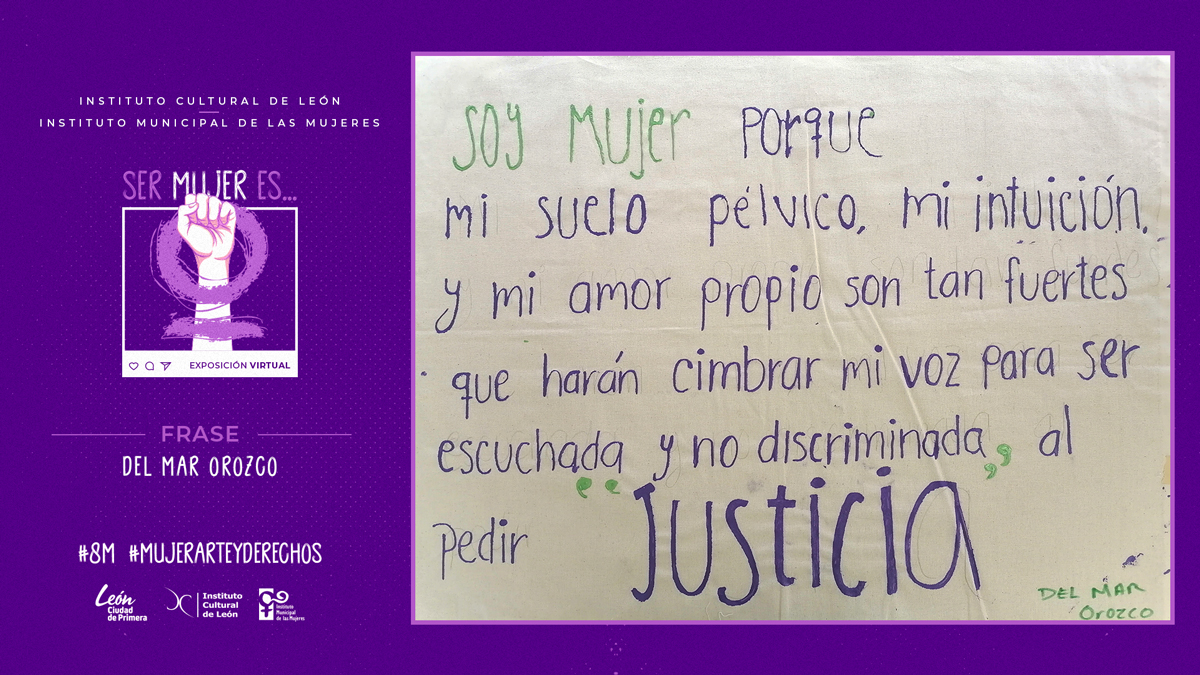 INSTITUTO CULTURAL DE LEÓN
INSTITUTO MUNICIPAL DE LAS MUJERES
SER MUJER ES...
EXPOSICIÓN VIRTUAL
FRASE
DEL MAR OROZCO
#8M #MUJERARTEYDERECHOS
León
Ciudad
de Primera
Instituto
Cultural
de León
Instituto
Municipal
de las Mujeres
Soy Mujer porque
mi suelo pélvico, mi intuición,
y mi amor propio son tan fuertes
que harán cimbrar mi voz para ser
escuchada y no discriminada, al
pedir "Justicia"
DEL MAR
Orozco